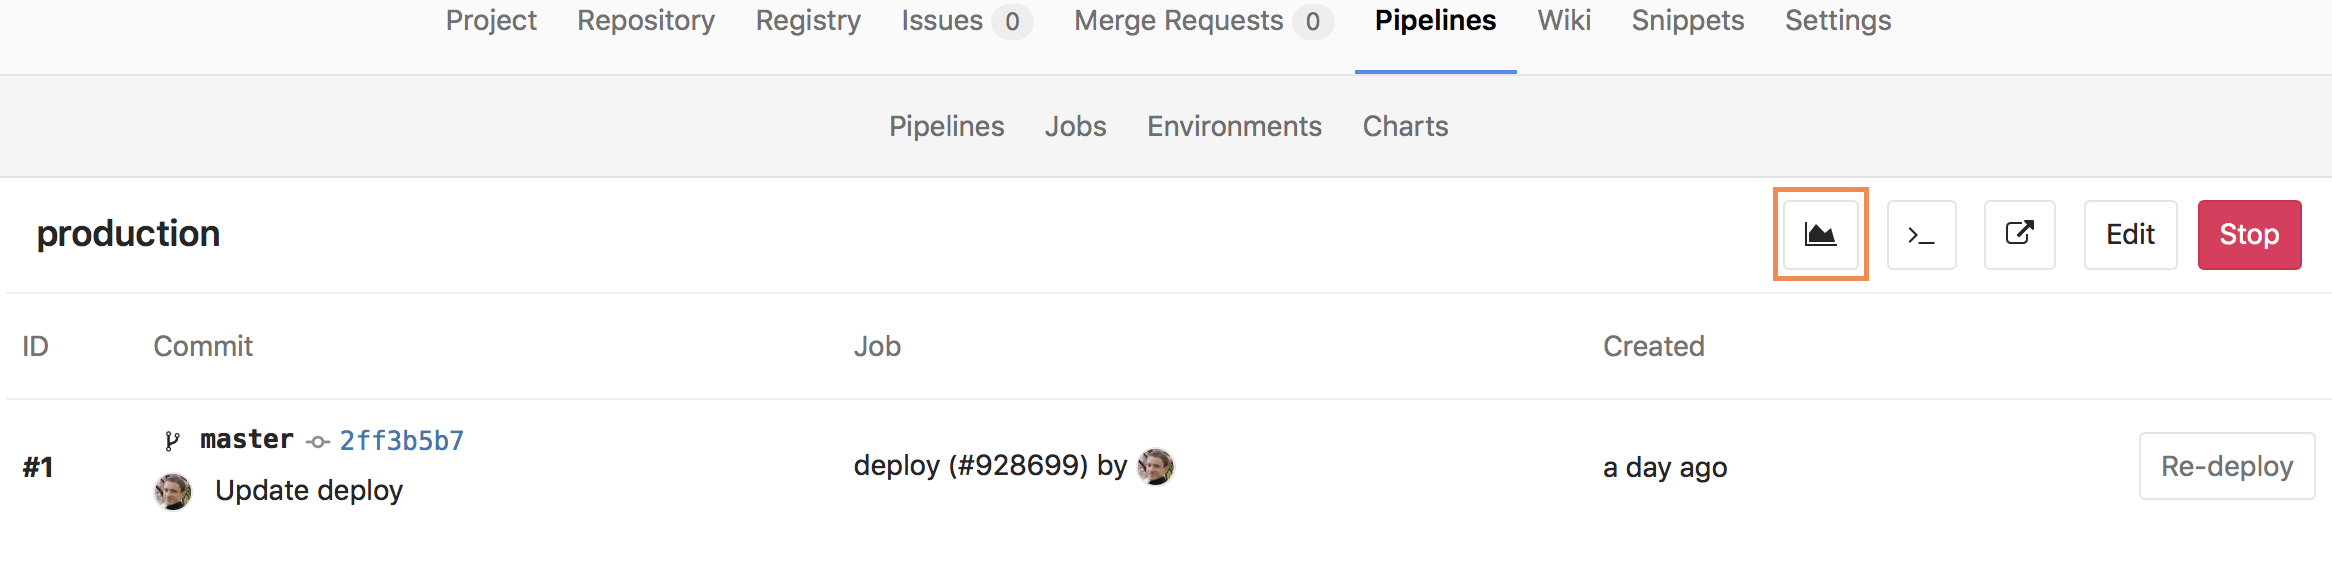 Project Repository Registry Issues 0 Merge Requests 0 Pipelines Wiki Snippets Settings
Pipelines Jobs Environments Charts
production >_ Edit Stop
ID Commit Job Created
master 2ff3b5b7
#1 deploy (#928699) by a day ago Re-deploy
Update deploy